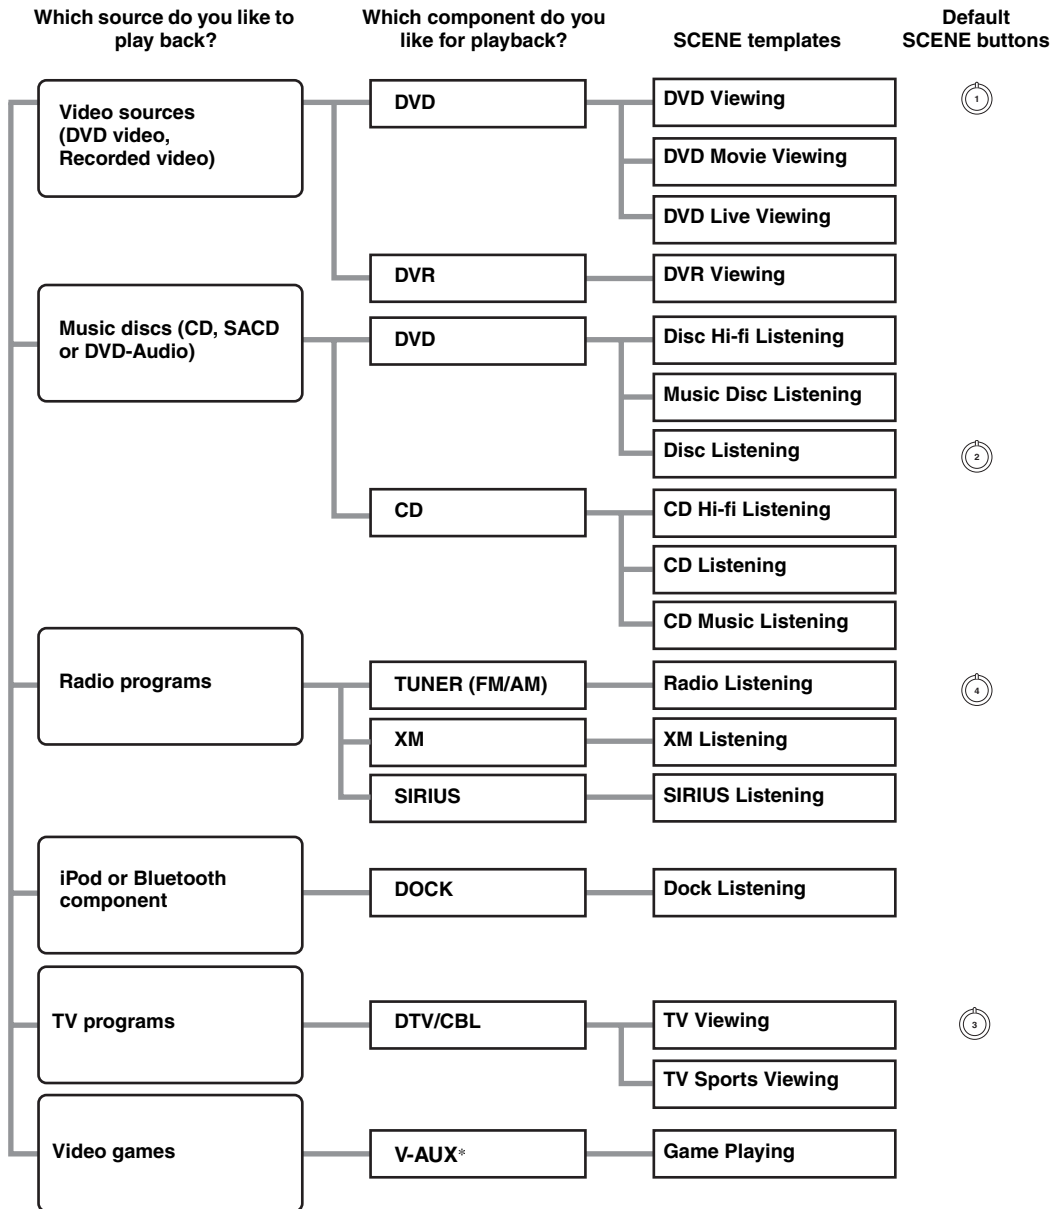 Which source do you like to
play back?
Which component do you
like for playback?
SCENE templates
Default
SCENE buttons
Video sources
(DVD video,
Recorded video)
DVD
DVD Viewing
1
DVD Movie Viewing
DVD Live Viewing
DVR
DVR Viewing
Music discs (CD, SACD
or DVD-Audio)
DVD
Disc Hi-fi Listening
Music Disc Listening
Disc Listening
2
CD
CD Hi-fi Listening
CD Listening
CD Music Listening
Radio programs
TUNER (FM/AM)
Radio Listening
4
XM
XM Listening
SIRIUS
SIRIUS Listening
iPod or Bluetooth
component
DOCK
Dock Listening
TV programs
DTV/CBL
TV Viewing
3
TV Sports Viewing
Video games
V-AUX*
Game Playing